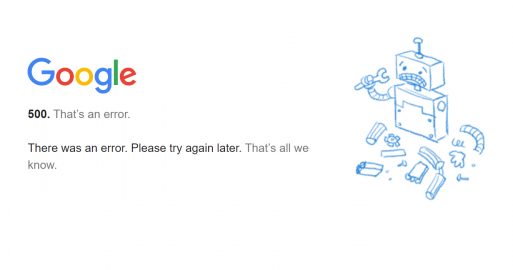 Google
500. That's an error.
There was an error. Please try again later. That's all we
know.